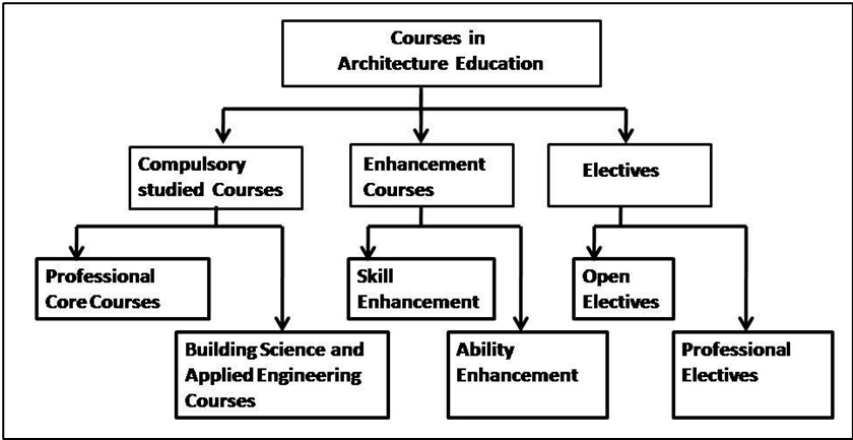 Courses in
Architecture Education
Compulsory
studied Courses
Enhancement
Courses
Electives
Professional
Core Courses
Skill
Enhancement
Open
Electives
Building Science and
Applied Engineering
Courses
Ability
Enhancement
Professional
Electives